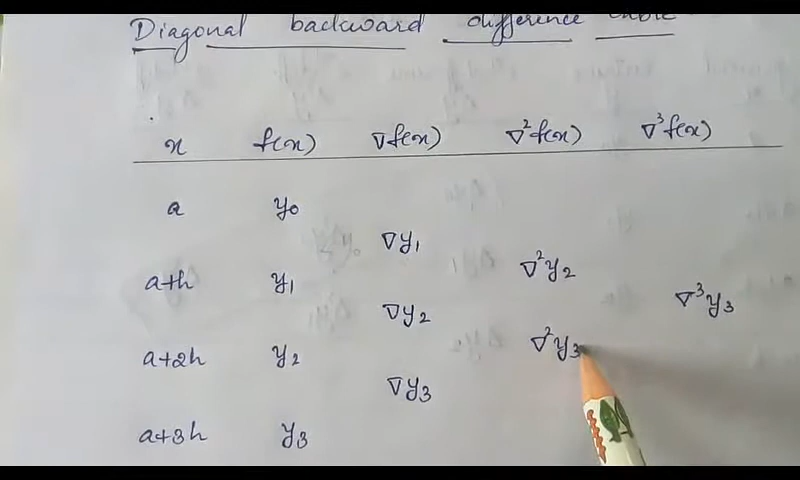 Diagonal backward difference table
x f(x) ∇f(x) ∇²f(x) ∇³f(x)
a y₀
∇y₁
a+h y₁ ∇²y₂
∇y₂ ∇³y₃
a+2h y₂ ∇²y₃
∇y₃
a+3h y₃